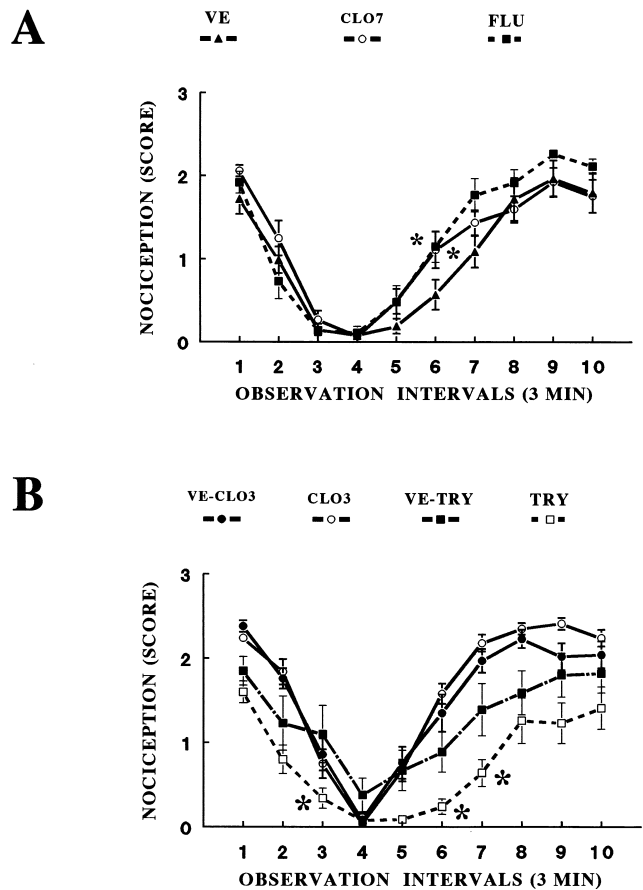 A
VE CLO7 FLU
NOCICEPTION (SCORE)
3
2
1
0
* *
1 2 3 4 5 6 7 8 9 10
OBSERVATION INTERVALS (3 MIN)
B
VE-CLO3 CLO3 VE-TRY TRY
NOCICEPTION (SCORE)
3
2
1
0
* * *
1 2 3 4 5 6 7 8 9 10
OBSERVATION INTERVALS (3 MIN)